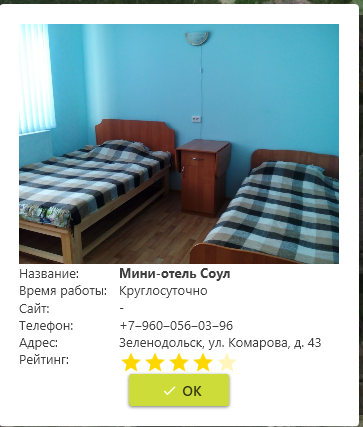 Название: Мини-отель Соул
Время работы: Круглосуточно
Сайт: -
Телефон: +7–960–056–03–96
Адрес: Зеленодольск, ул. Комарова, д. 43
Рейтинг:
ОК